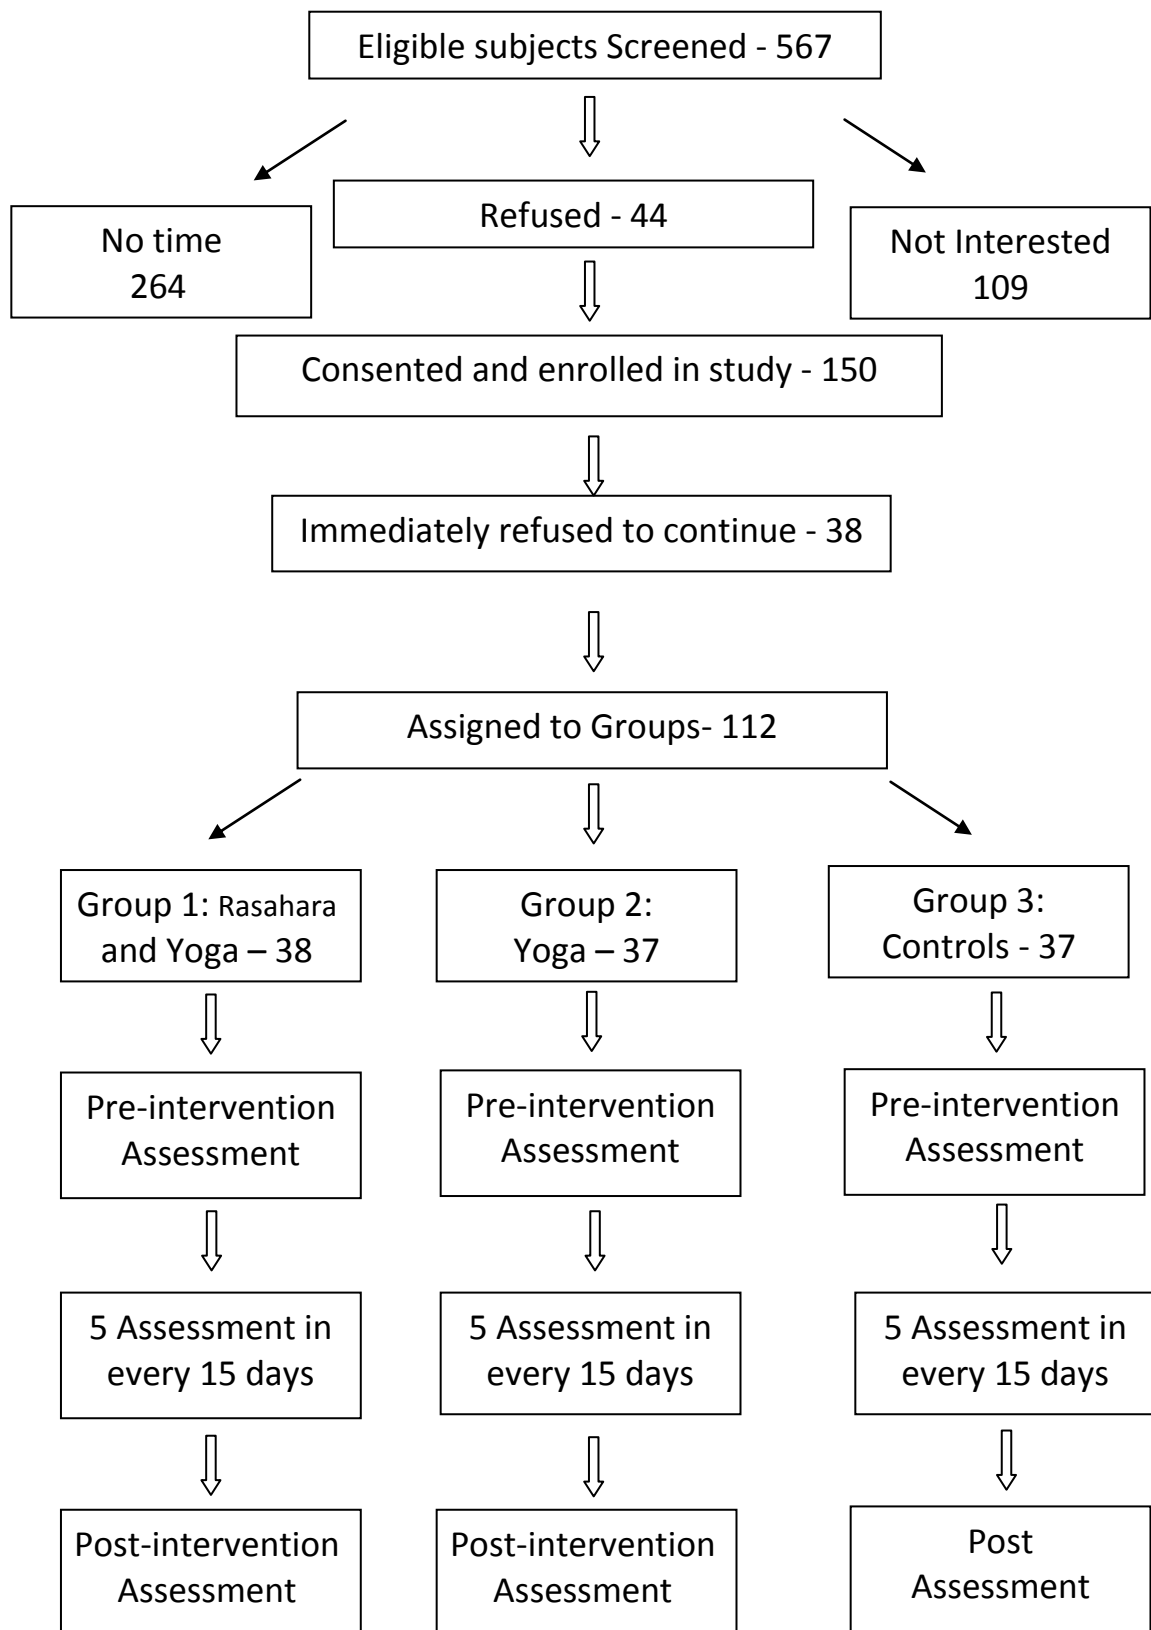 Eligible subjects Screened - 567
No time
264
Refused - 44
Not Interested
109
Consented and enrolled in study - 150
Immediately refused to continue - 38
Assigned to Groups- 112
Group 1: Rasahara
and Yoga – 38
Group 2:
Yoga – 37
Group 3:
Controls - 37
Pre-intervention
Assessment
Pre-intervention
Assessment
Pre-intervention
Assessment
5 Assessment in
every 15 days
5 Assessment in
every 15 days
5 Assessment in
every 15 days
Post-intervention
Assessment
Post-intervention
Assessment
Post
Assessment